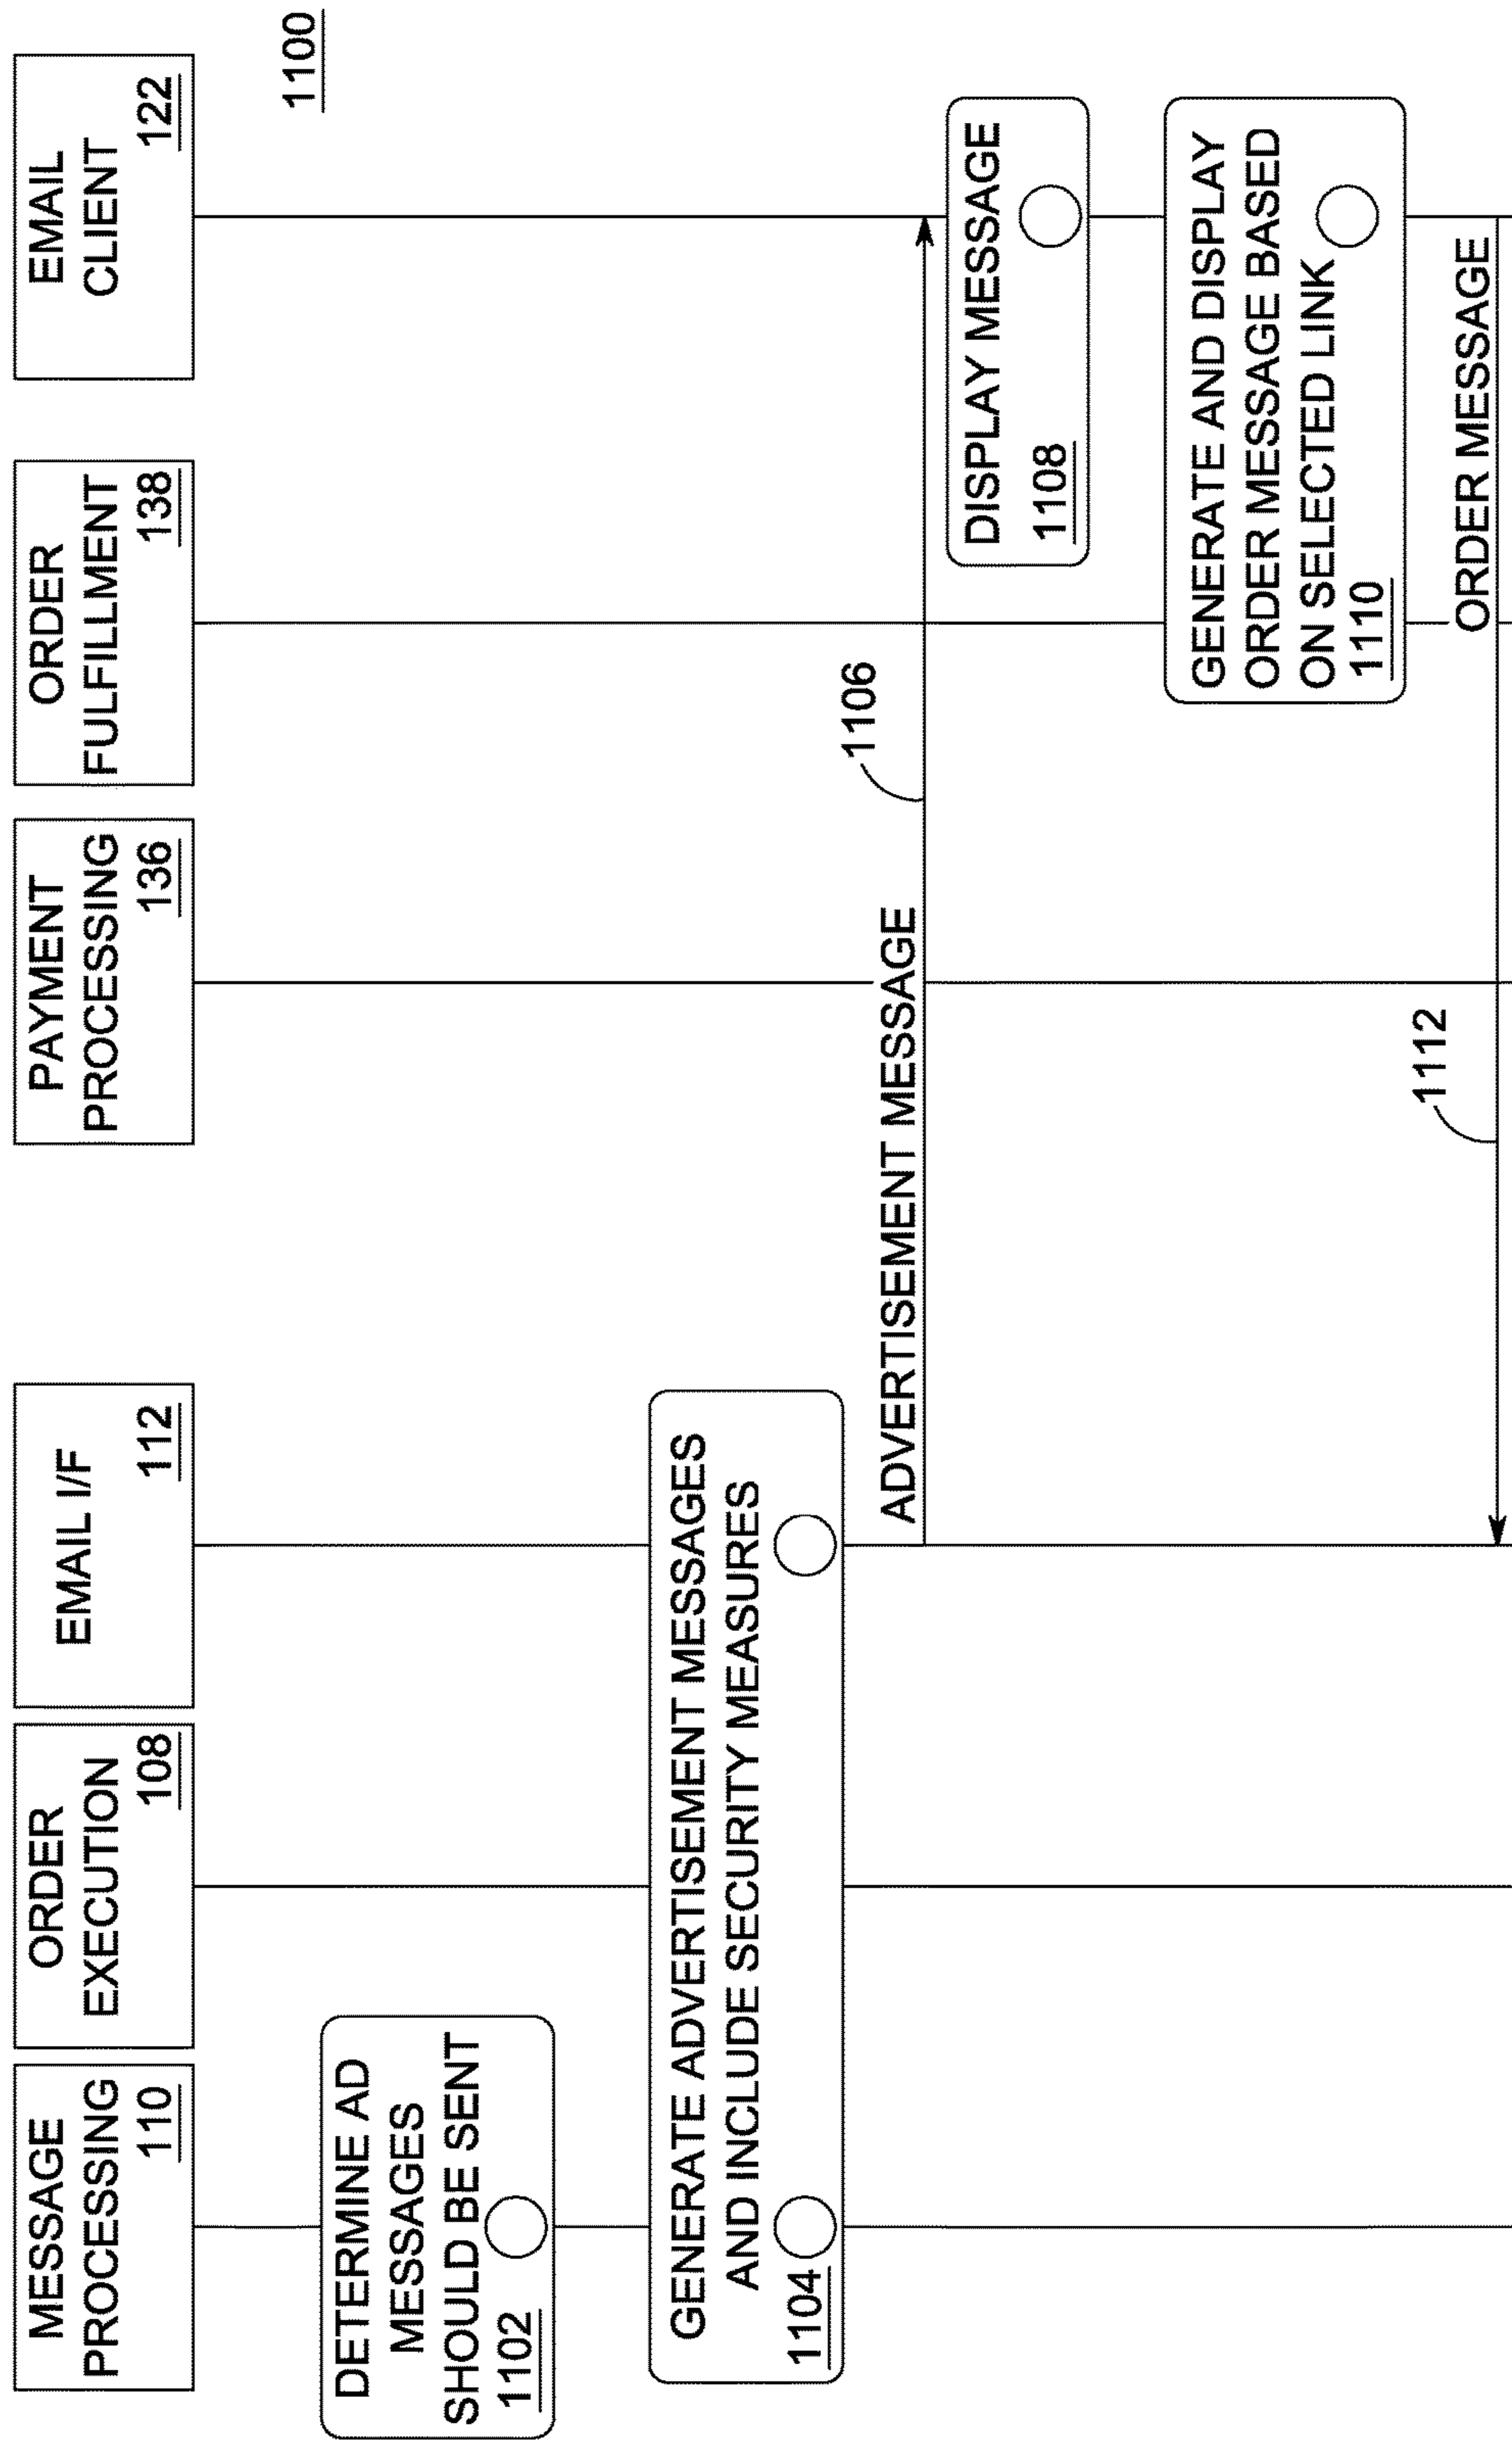 MESSAGE
PROCESSING
110
ORDER
EXECUTION
108
EMAIL I/F
112
PAYMENT
PROCESSING
136
ORDER
FULFILLMENT
138
EMAIL
CLIENT
122
1100
DETERMINE AD
MESSAGES
SHOULD BE SENT
1102
GENERATE ADVERTISEMENT MESSAGES
AND INCLUDE SECURITY MEASURES
1104
1106
ADVERTISEMENT MESSAGE
DISPLAY MESSAGE
1108
GENERATE AND DISPLAY
ORDER MESSAGE BASED
ON SELECTED LINK
1110
1112
ORDER MESSAGE